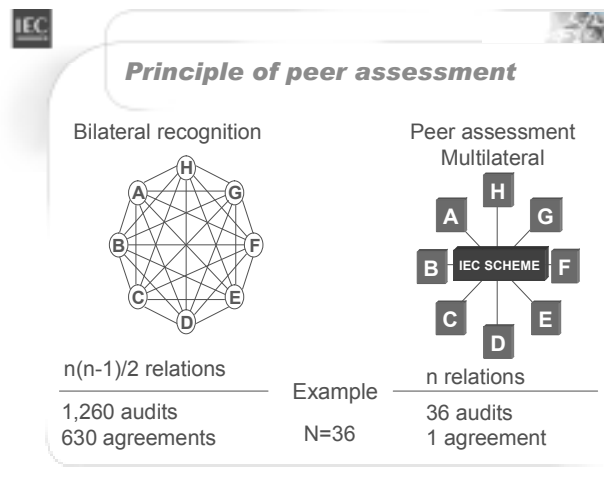 IEC
Principle of peer assessment
Bilateral recognition
H
A
G
B
F
C
E
D
n(n-1)/2 relations
1,260 audits
630 agreements
Example
N=36
Peer assessment
Multilateral
H
A
G
B
IEC SCHEME
F
C
E
D
n relations
36 audits
1 agreement